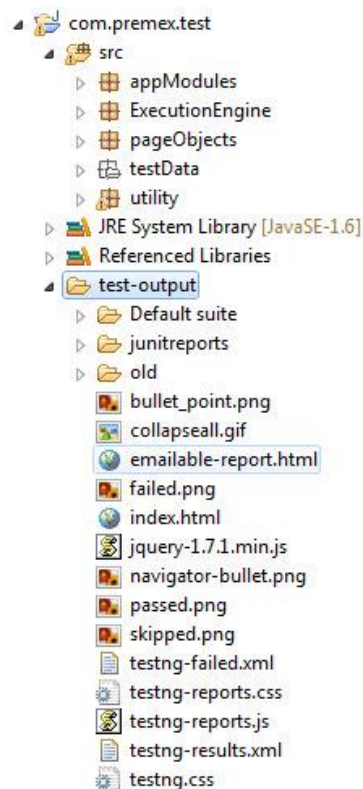 com.premex.test
src
appModules
ExecutionEngine
pageObjects
testData
utility
JRE System Library [JavaSE-1.6]
Referenced Libraries
test-output
Default suite
junitreports
old
bullet_point.png
collapseall.gif
emailable-report.html
failed.png
index.html
jquery-1.7.1.min.js
navigator-bullet.png
passed.png
skipped.png
testng-failed.xml
testng-reports.css
testng-reports.js
testng-results.xml
testng.css